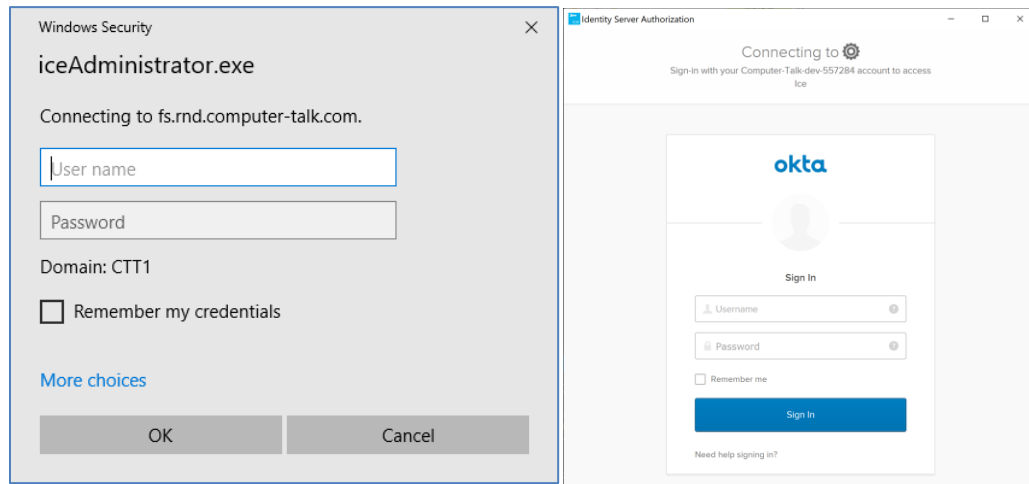 Windows Security
iceAdministrator.exe
Connecting to fs.rnd.computer-talk.com.
User name
Password
Domain: CTT1
Remember my credentials
More choices
OK
Cancel
Identity Server Authorization
Connecting to
Sign-in with your Computer-Talk-dev-557284 account to access
Ice
okta
Sign In
Username
Password
Remember me
Sign In
Need help signing in?